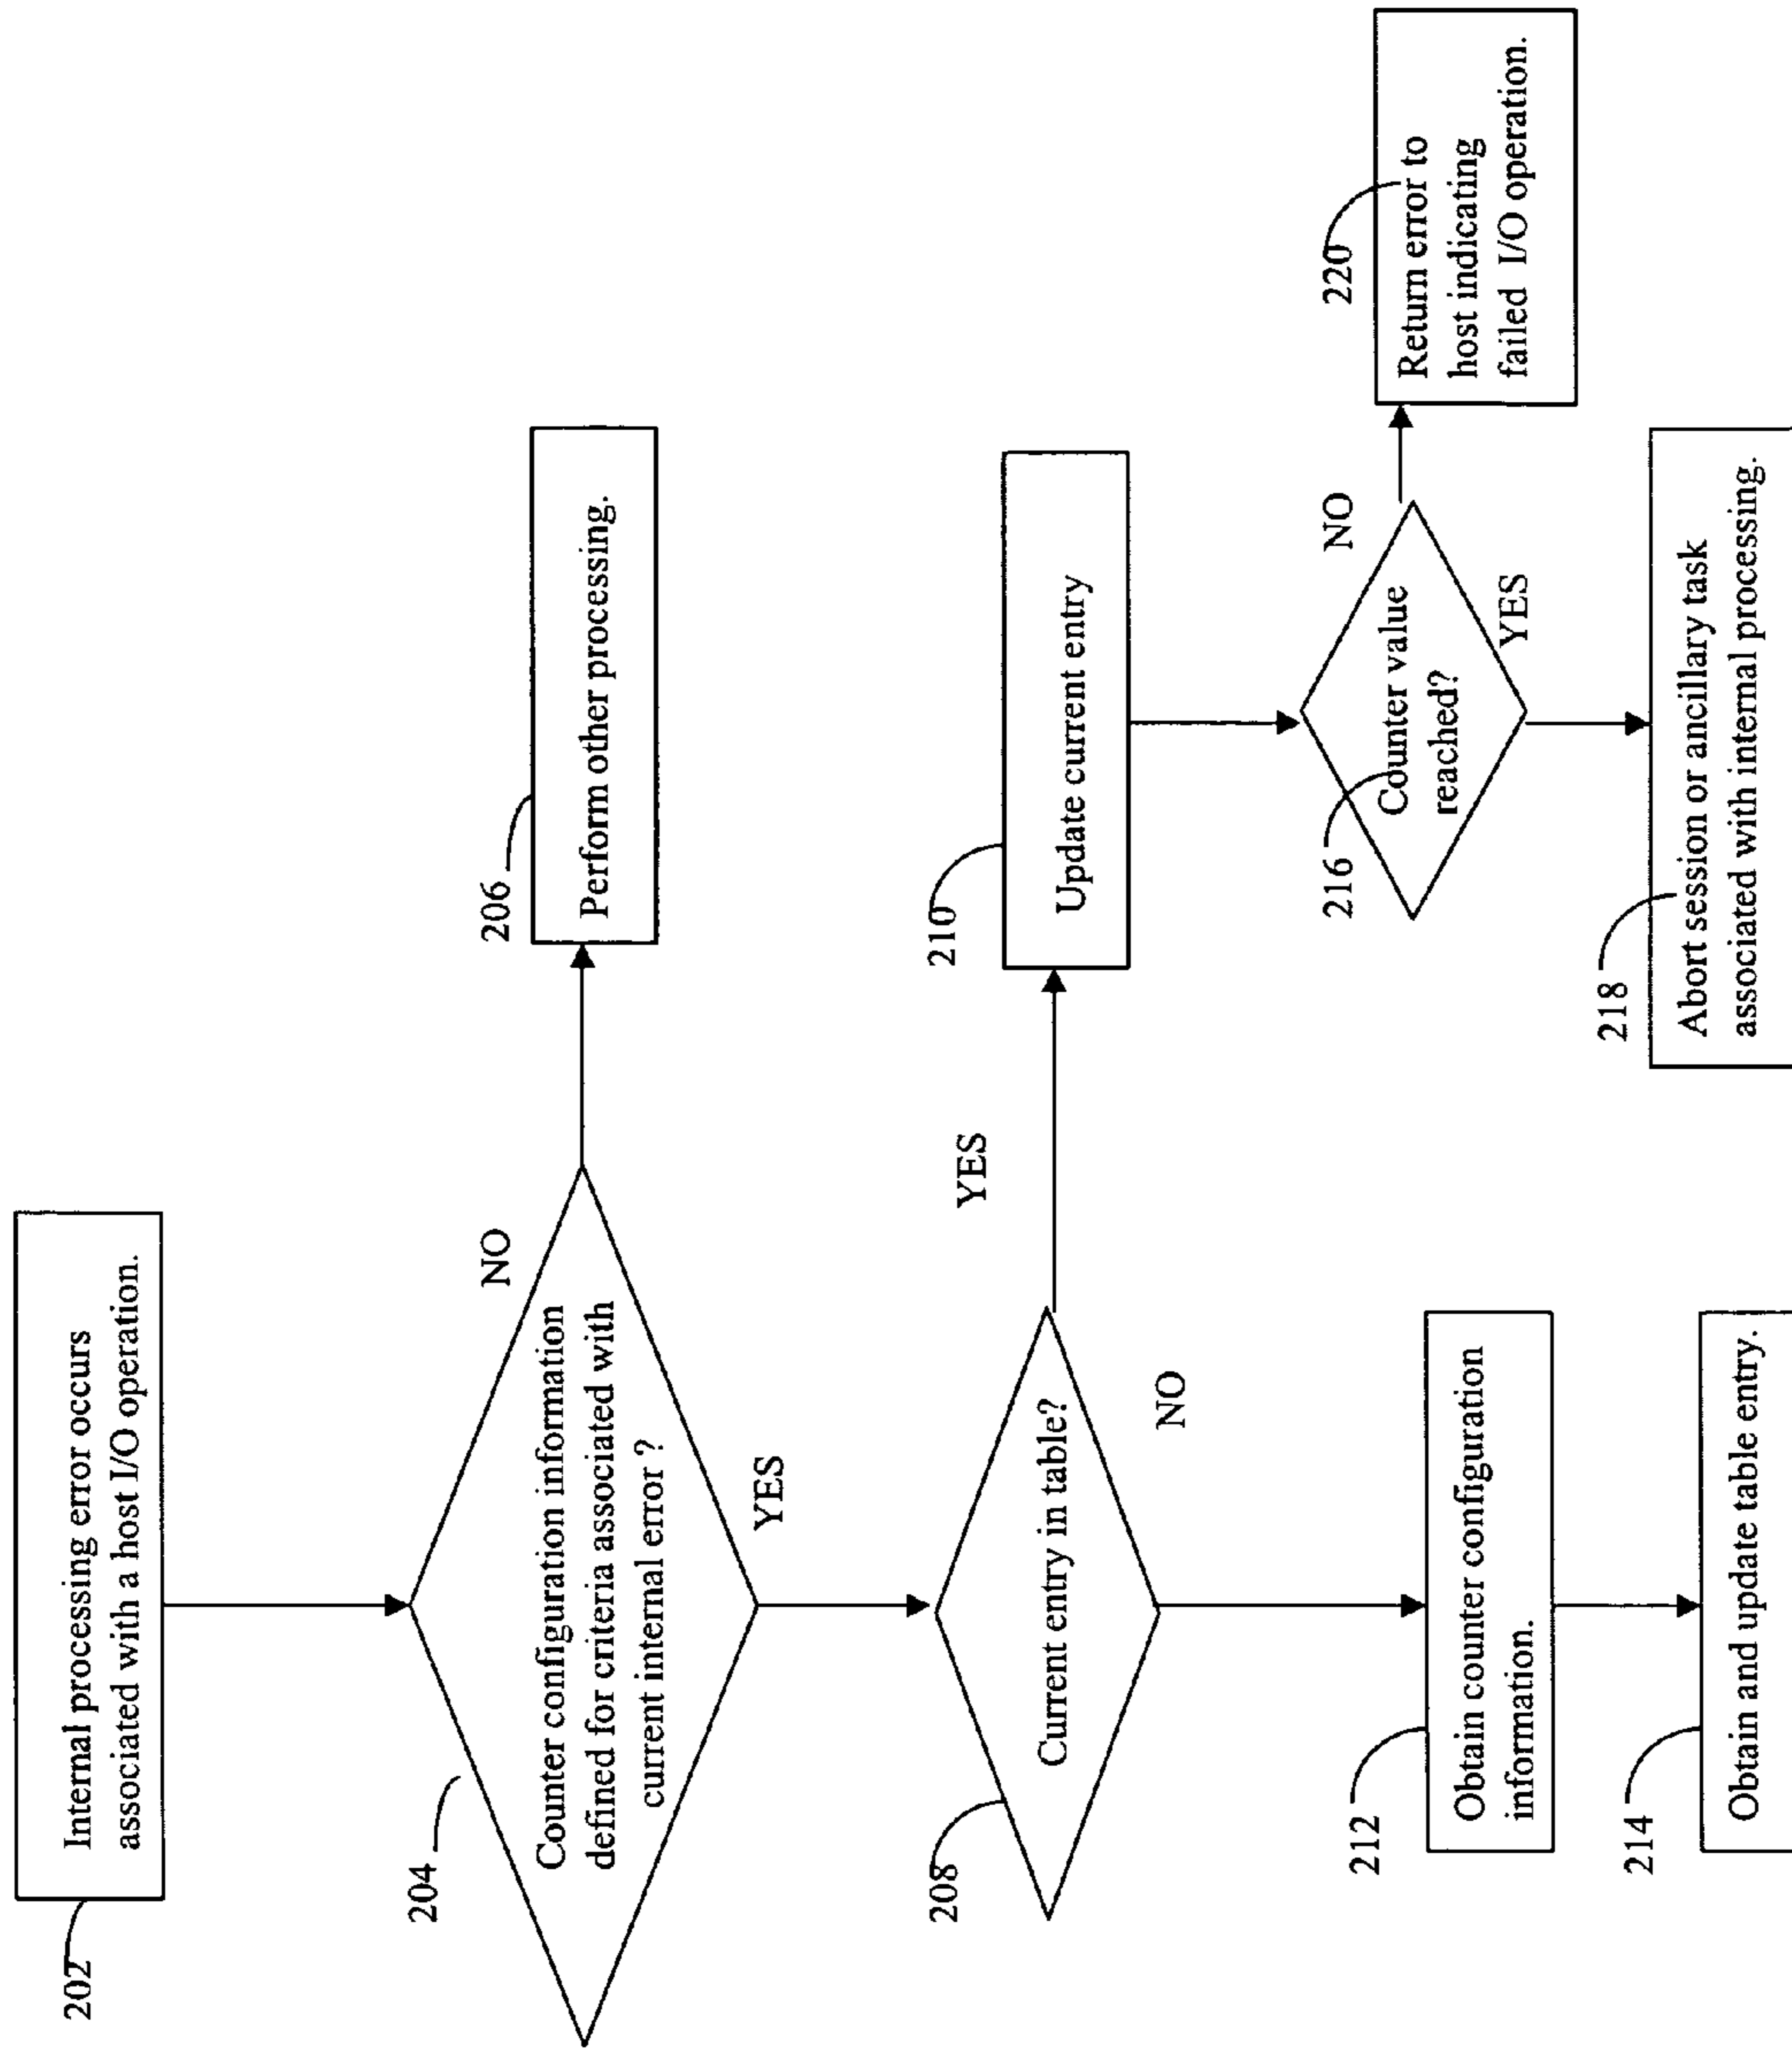 202
Internal processing error occurs
associated with a host I/O operation.
204
Counter configuration information
defined for criteria associated with
current internal error ?
NO
206
Perform other processing.
YES
208
Current entry in table?
YES
210
Update current entry
NO
216
Counter value
reached?
NO
220
Return error to
host indicating
failed I/O operation.
YES
212
Obtain counter configuration
information.
218
Abort session or ancillary task
associated with internal processing.
214
Obtain and update table entry.